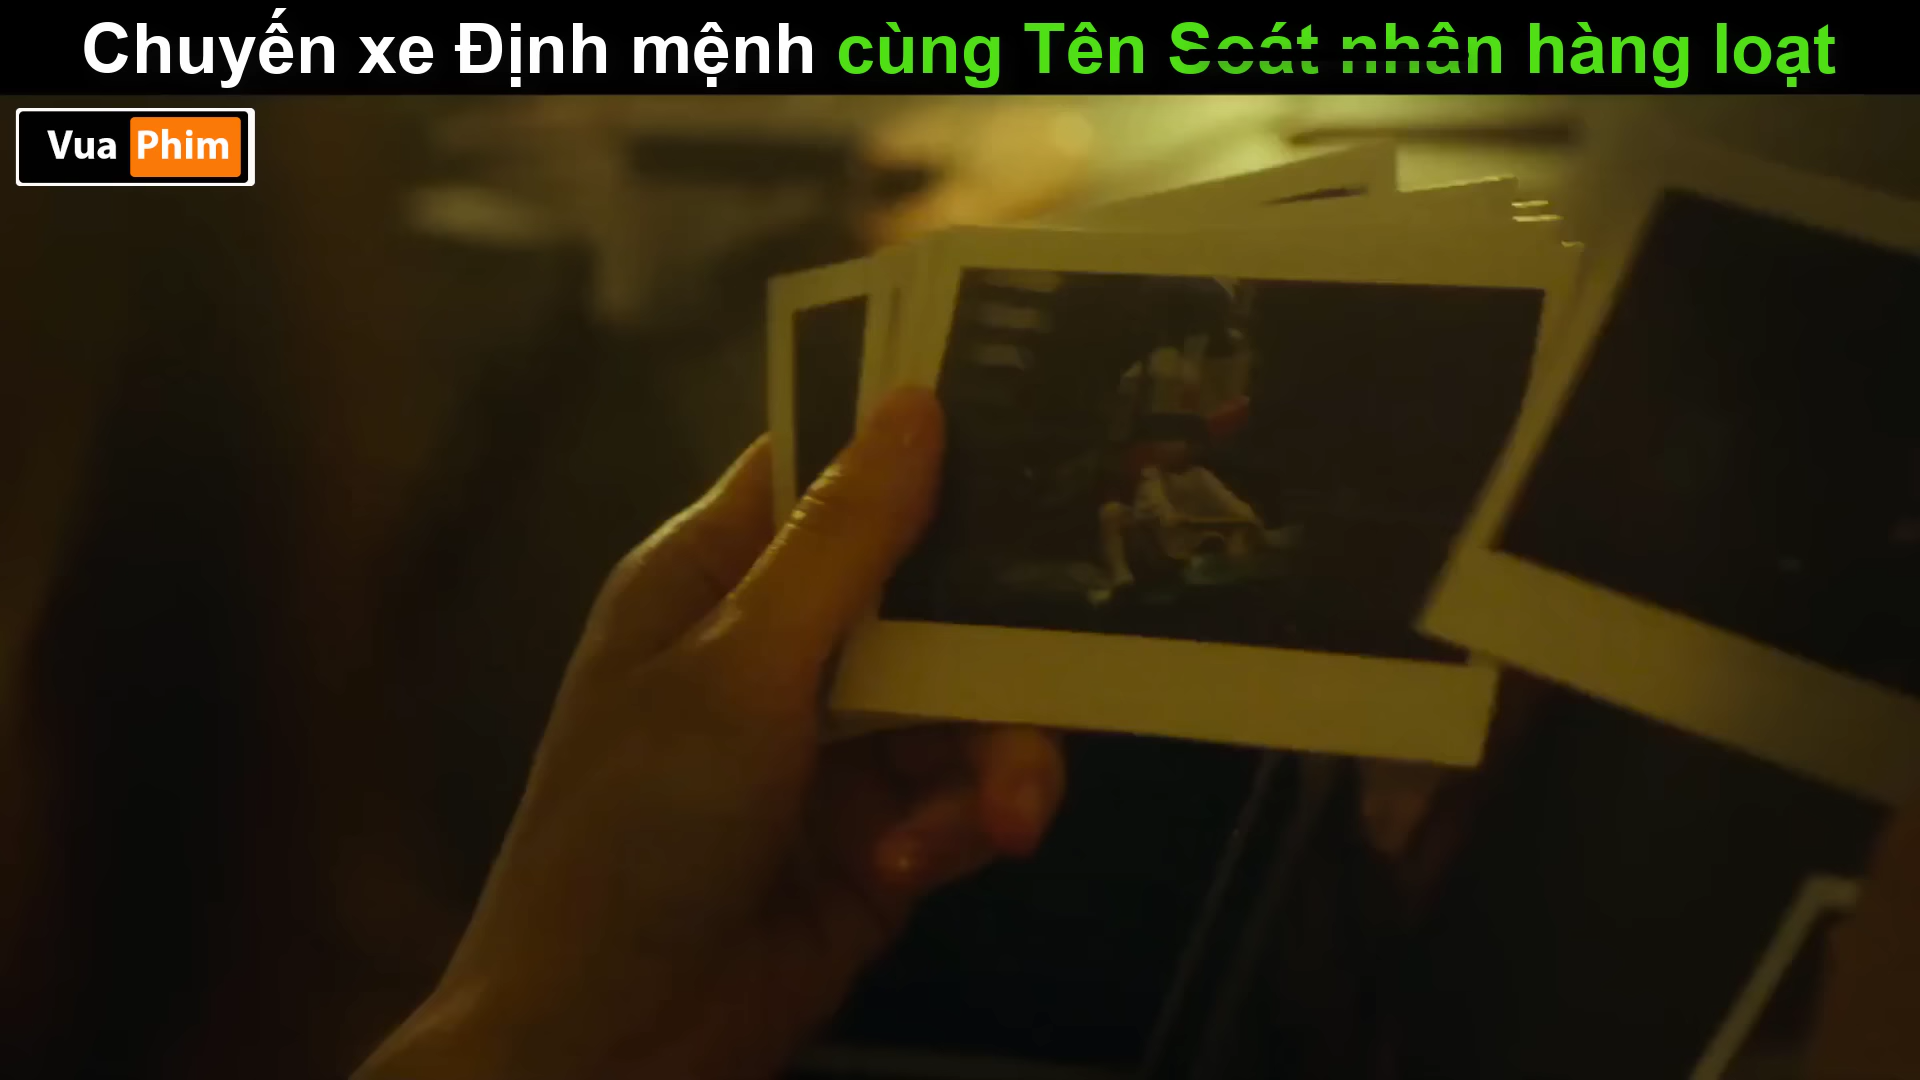 Chuyến xe Định mệnh cùng Tên Soát nhân hàng loạt
Vua Phim